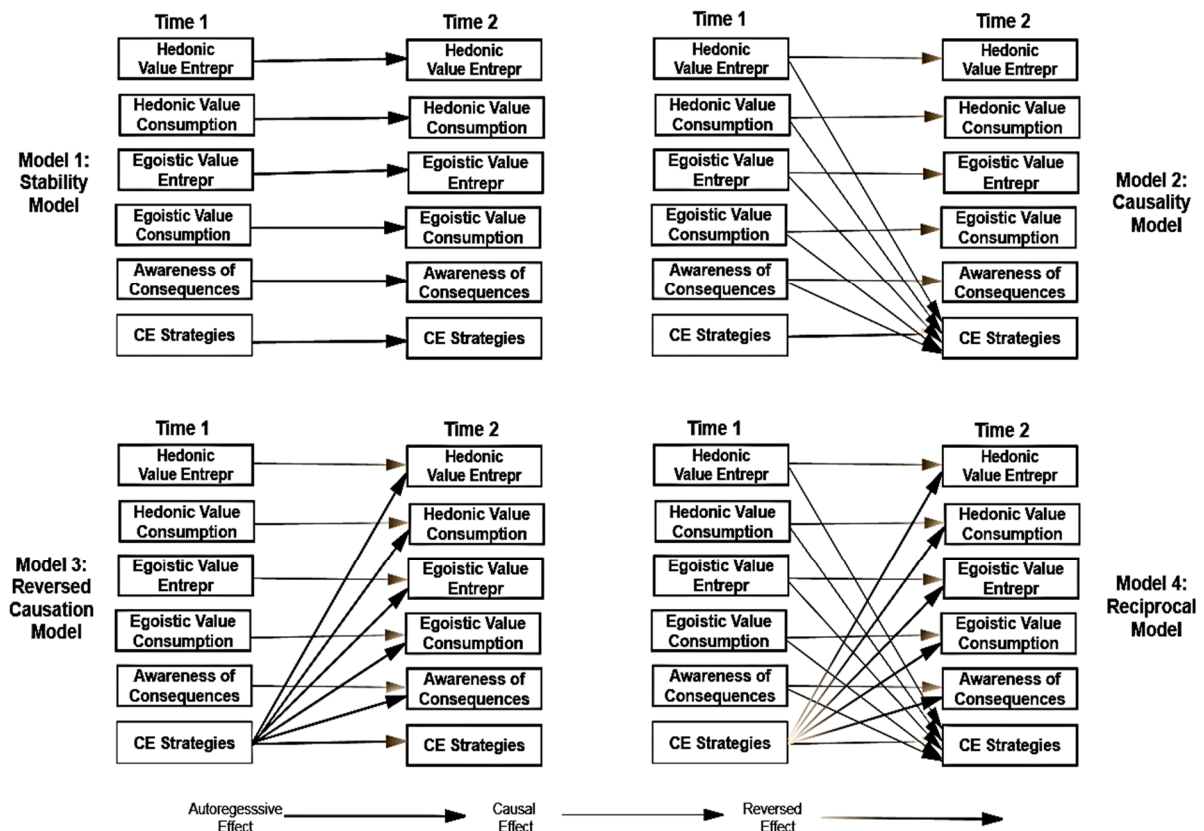 Time 1
Time 2
Hedonic
Value Entrepr
Hedonic
Value Entrepr
Hedonic Value
Consumption
Hedonic Value
Consumption
Model 1:
Stability
Model
Egoistic Value
Entrepr
Egoistic Value
Entrepr
Egoistic Value
Consumption
Egoistic Value
Consumption
Awareness of
Consequences
Awareness of
Consequences
CE Strategies
CE Strategies
Time 1
Time 2
Hedonic
Value Entrepr
Hedonic
Value Entrepr
Hedonic Value
Consumption
Hedonic Value
Consumption
Egoistic Value
Entrepr
Egoistic Value
Entrepr
Model 2:
Causality
Model
Egoistic Value
Consumption
Egoistic Value
Consumption
Awareness of
Consequences
Awareness of
Consequences
CE Strategies
CE Strategies
Time 1
Time 2
Hedonic
Value Entrepr
Hedonic
Value Entrepr
Hedonic Value
Consumption
Hedonic Value
Consumption
Model 3:
Reversed
Causation
Model
Egoistic Value
Entrepr
Egoistic Value
Entrepr
Egoistic Value
Consumption
Egoistic Value
Consumption
Awareness of
Consequences
Awareness of
Consequences
CE Strategies
CE Strategies
Time 1
Time 2
Hedonic
Value Entrepr
Hedonic
Value Entrepr
Hedonic Value
Consumption
Hedonic Value
Consumption
Egoistic Value
Entrepr
Egoistic Value
Entrepr
Model 4:
Reciprocal
Model
Egoistic Value
Consumption
Egoistic Value
Consumption
Awareness of
Consequences
Awareness of
Consequences
CE Strategies
CE Strategies
Autoregesssive
Effect
Causal
Effect
Reversed
Effect